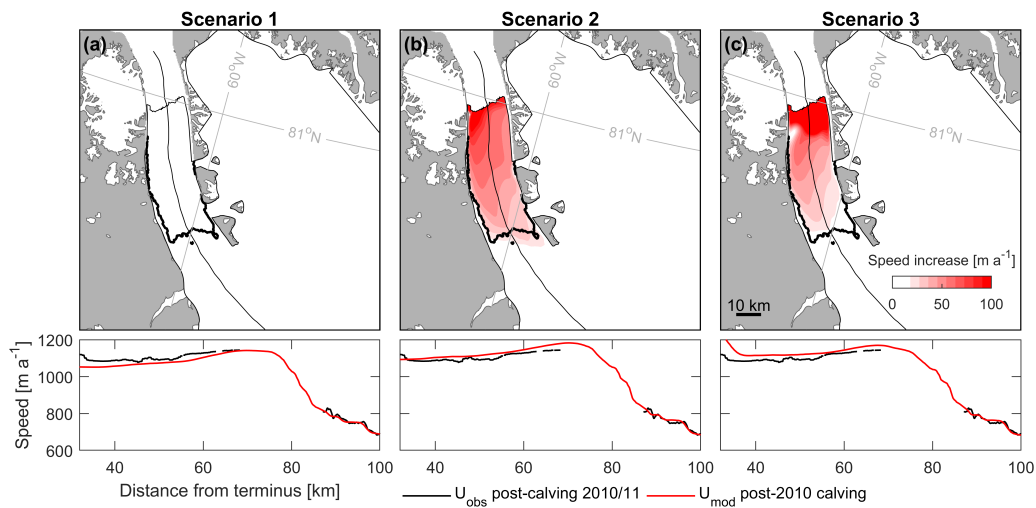 Scenario 1
Scenario 2
Scenario 3
(a)
60°W
81°N
(b)
60°W
81°N
(c)
60°W
81°N
Speed increase [m a⁻¹]
0 50 100
10 km
Speed [m a⁻¹]
1200
1000
800
600
40 60 80 100
40 60 80 100
40 60 80 100
Distance from terminus [km]
U_obs post-calving 2010/11
U_mod post-2010 calving